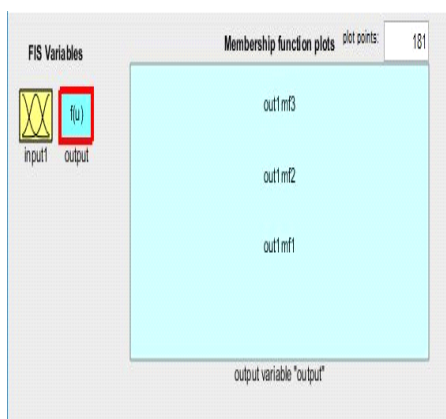 FIS Variables
Membership function plots plot points: 181
f(u)
input1 output
out1mf3
out1mf2
out1mf1
output variable "output"